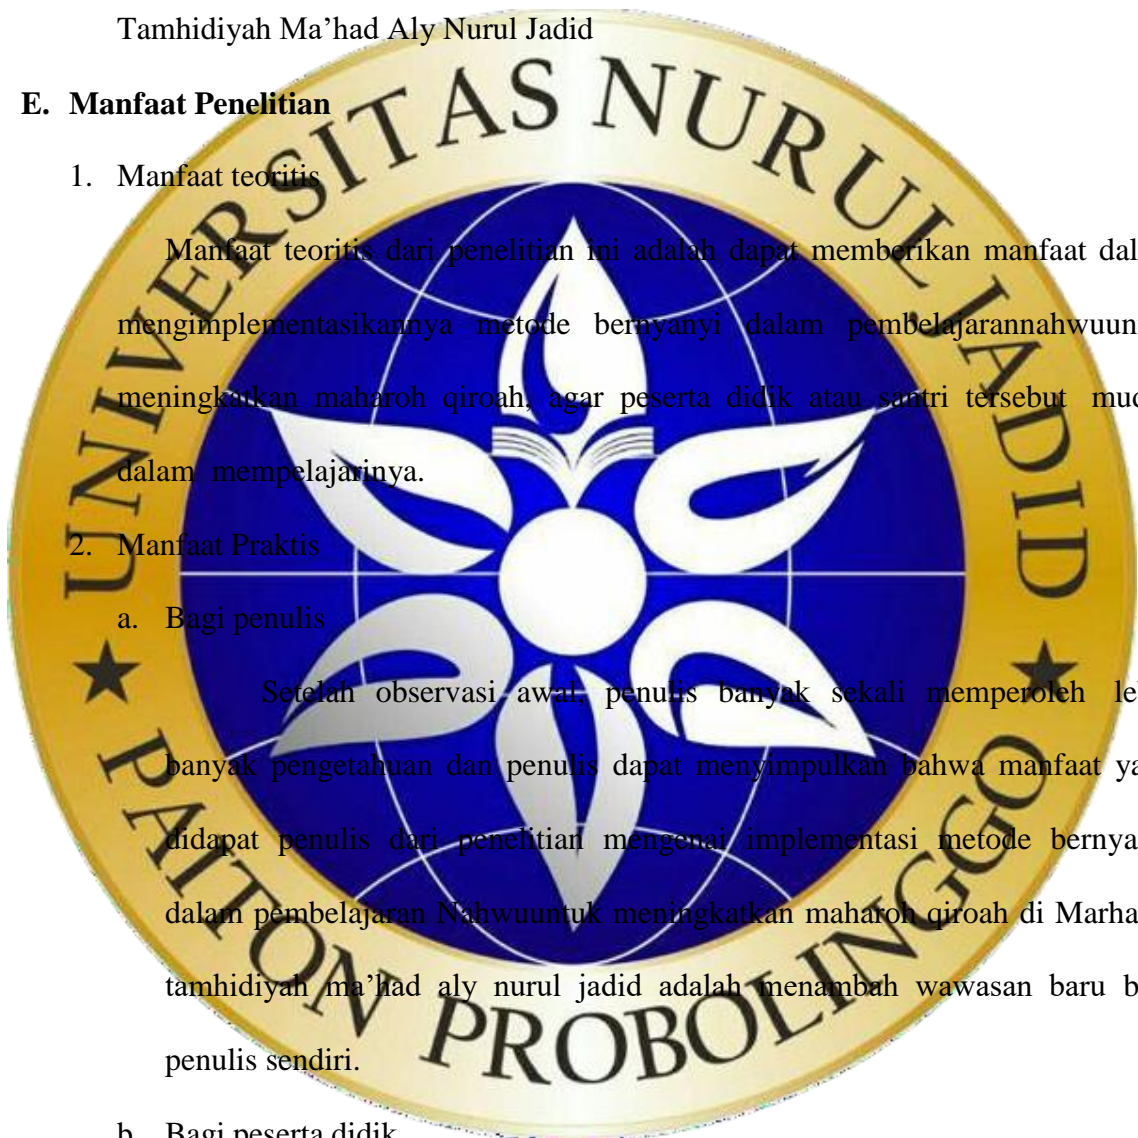 Tamhidiyah Ma’had Aly Nurul Jadid
E. Manfaat Penelitian
1. Manfaat teoritis
Manfaat teoritis dari penelitian ini adalah dapat memberikan manfaat dal
mengimplementasikannya metode bernyanyi dalam pembelajarannahwuun
meningkatkan maharoh qiroah, agar peserta didik atau santri tersebut mud
dalam mempelajarinya.
2. Manfaat Praktis
a. Bagi penulis
Setelah observasi awal, penulis banyak sekali memperoleh le
banyak pengetahuan dan penulis dapat menyimpulkan bahwa manfaat ya
didapat penulis dari penelitian mengenai implementasi metode bernya
dalam pembelajaran Nahwuuntuk meningkatkan maharoh qiroah di Marha
tamhidiyah ma’had aly nurul jadid adalah menambah wawasan baru b
penulis sendiri.
b. Bagi peserta didik
UNIVERSITAS NURUL JADID
PAITON PROBOLINGGO